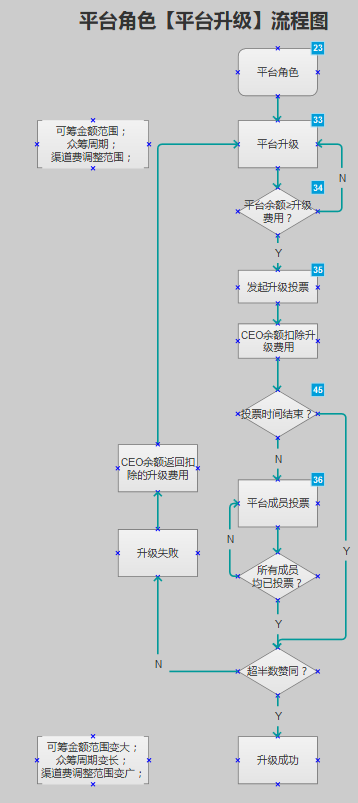 平台角色【平台升级】流程图
23
平台角色
33
可筹金额范围；
众筹周期；
渠道费调整范围；
平台升级
N
34
平台余额≥升级
费用？
Y
35
发起升级投票
CEO余额扣除升
级费用
45
投票时间结束？
N
CEO余额返回扣
除的升级费用
36
平台成员投票
N
Y
升级失败
所有成员
均已投票？
Y
N
超半数赞同？
Y
可筹金额范围变大；
众筹周期变长；
渠道费调整范围变广；
升级成功